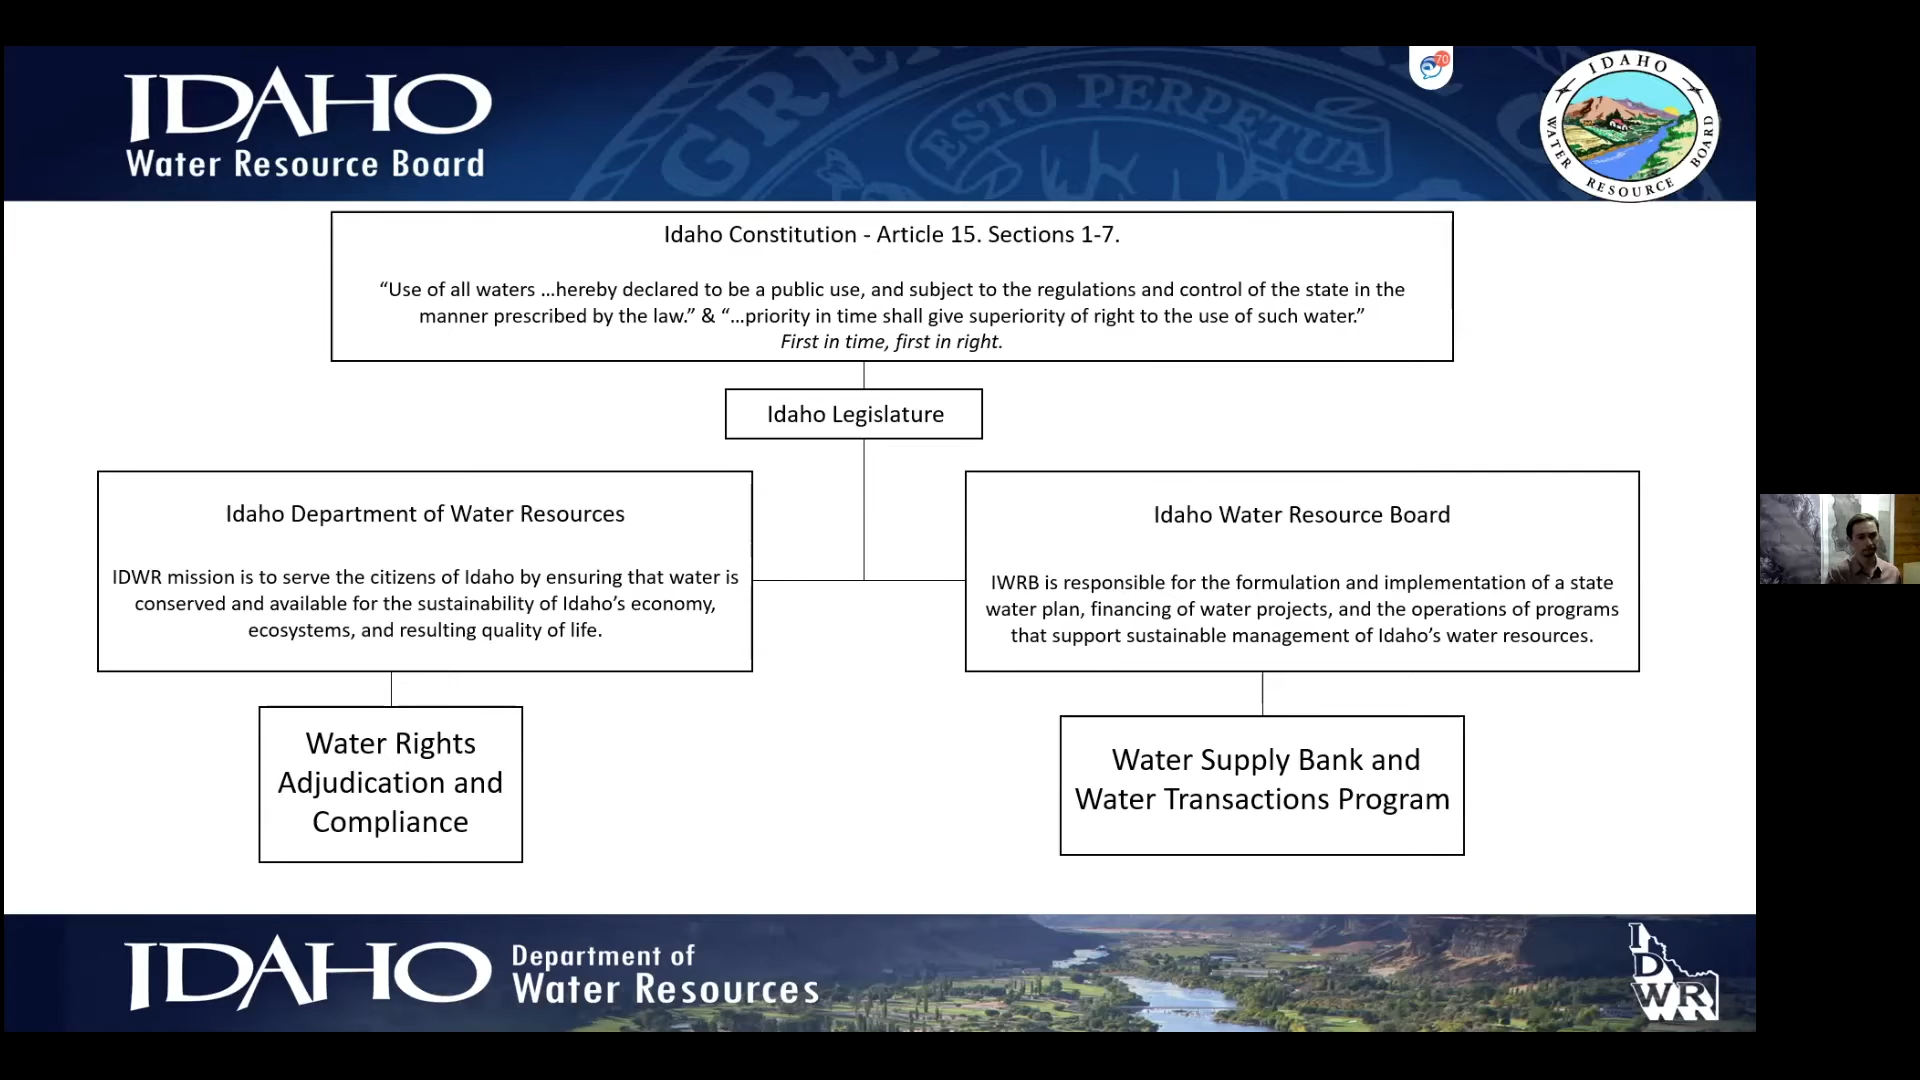 IDAHO
Water Resource Board
GREA
ESTO PERPETUA
70
IDAHO
WATER RESOURCE BOARD
Idaho Constitution - Article 15. Sections 1-7.
“Use of all waters …hereby declared to be a public use, and subject to the regulations and control of the state in the
manner prescribed by the law.” & “…priority in time shall give superiority of right to the use of such water.”
First in time, first in right.
Idaho Legislature
Idaho Department of Water Resources
IDWR mission is to serve the citizens of Idaho by ensuring that water is
conserved and available for the sustainability of Idaho’s economy,
ecosystems, and resulting quality of life.
Idaho Water Resource Board
IWRB is responsible for the formulation and implementation of a state
water plan, financing of water projects, and the operations of programs
that support sustainable management of Idaho’s water resources.
Water Rights
Adjudication and
Compliance
Water Supply Bank and
Water Transactions Program
IDAHO
Department of
Water Resources
IDWR